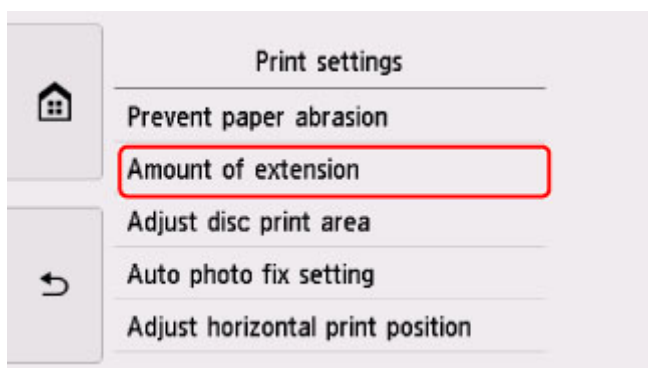 Print settings
Prevent paper abrasion
Amount of extension
Adjust disc print area
Auto photo fix setting
Adjust horizontal print position